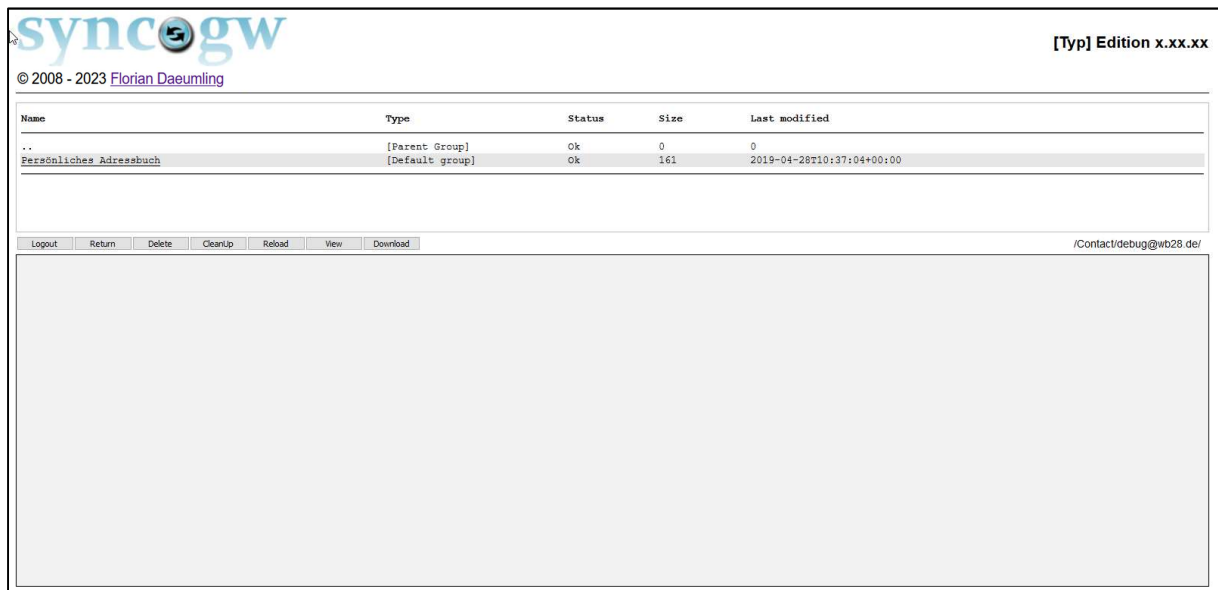 syncogw
[Typ] Edition x.xx.xx
© 2008 - 2023 Florian Daeumling
Name Type Status Size Last modified
.. [Parent Group] Ok 0 0
Persönliches Adressbuch [Default group] Ok 161 2019-04-28T10:37:04+00:00
Logout Return Delete CleanUp Reload View Download /Contact/debug@wb28.de/